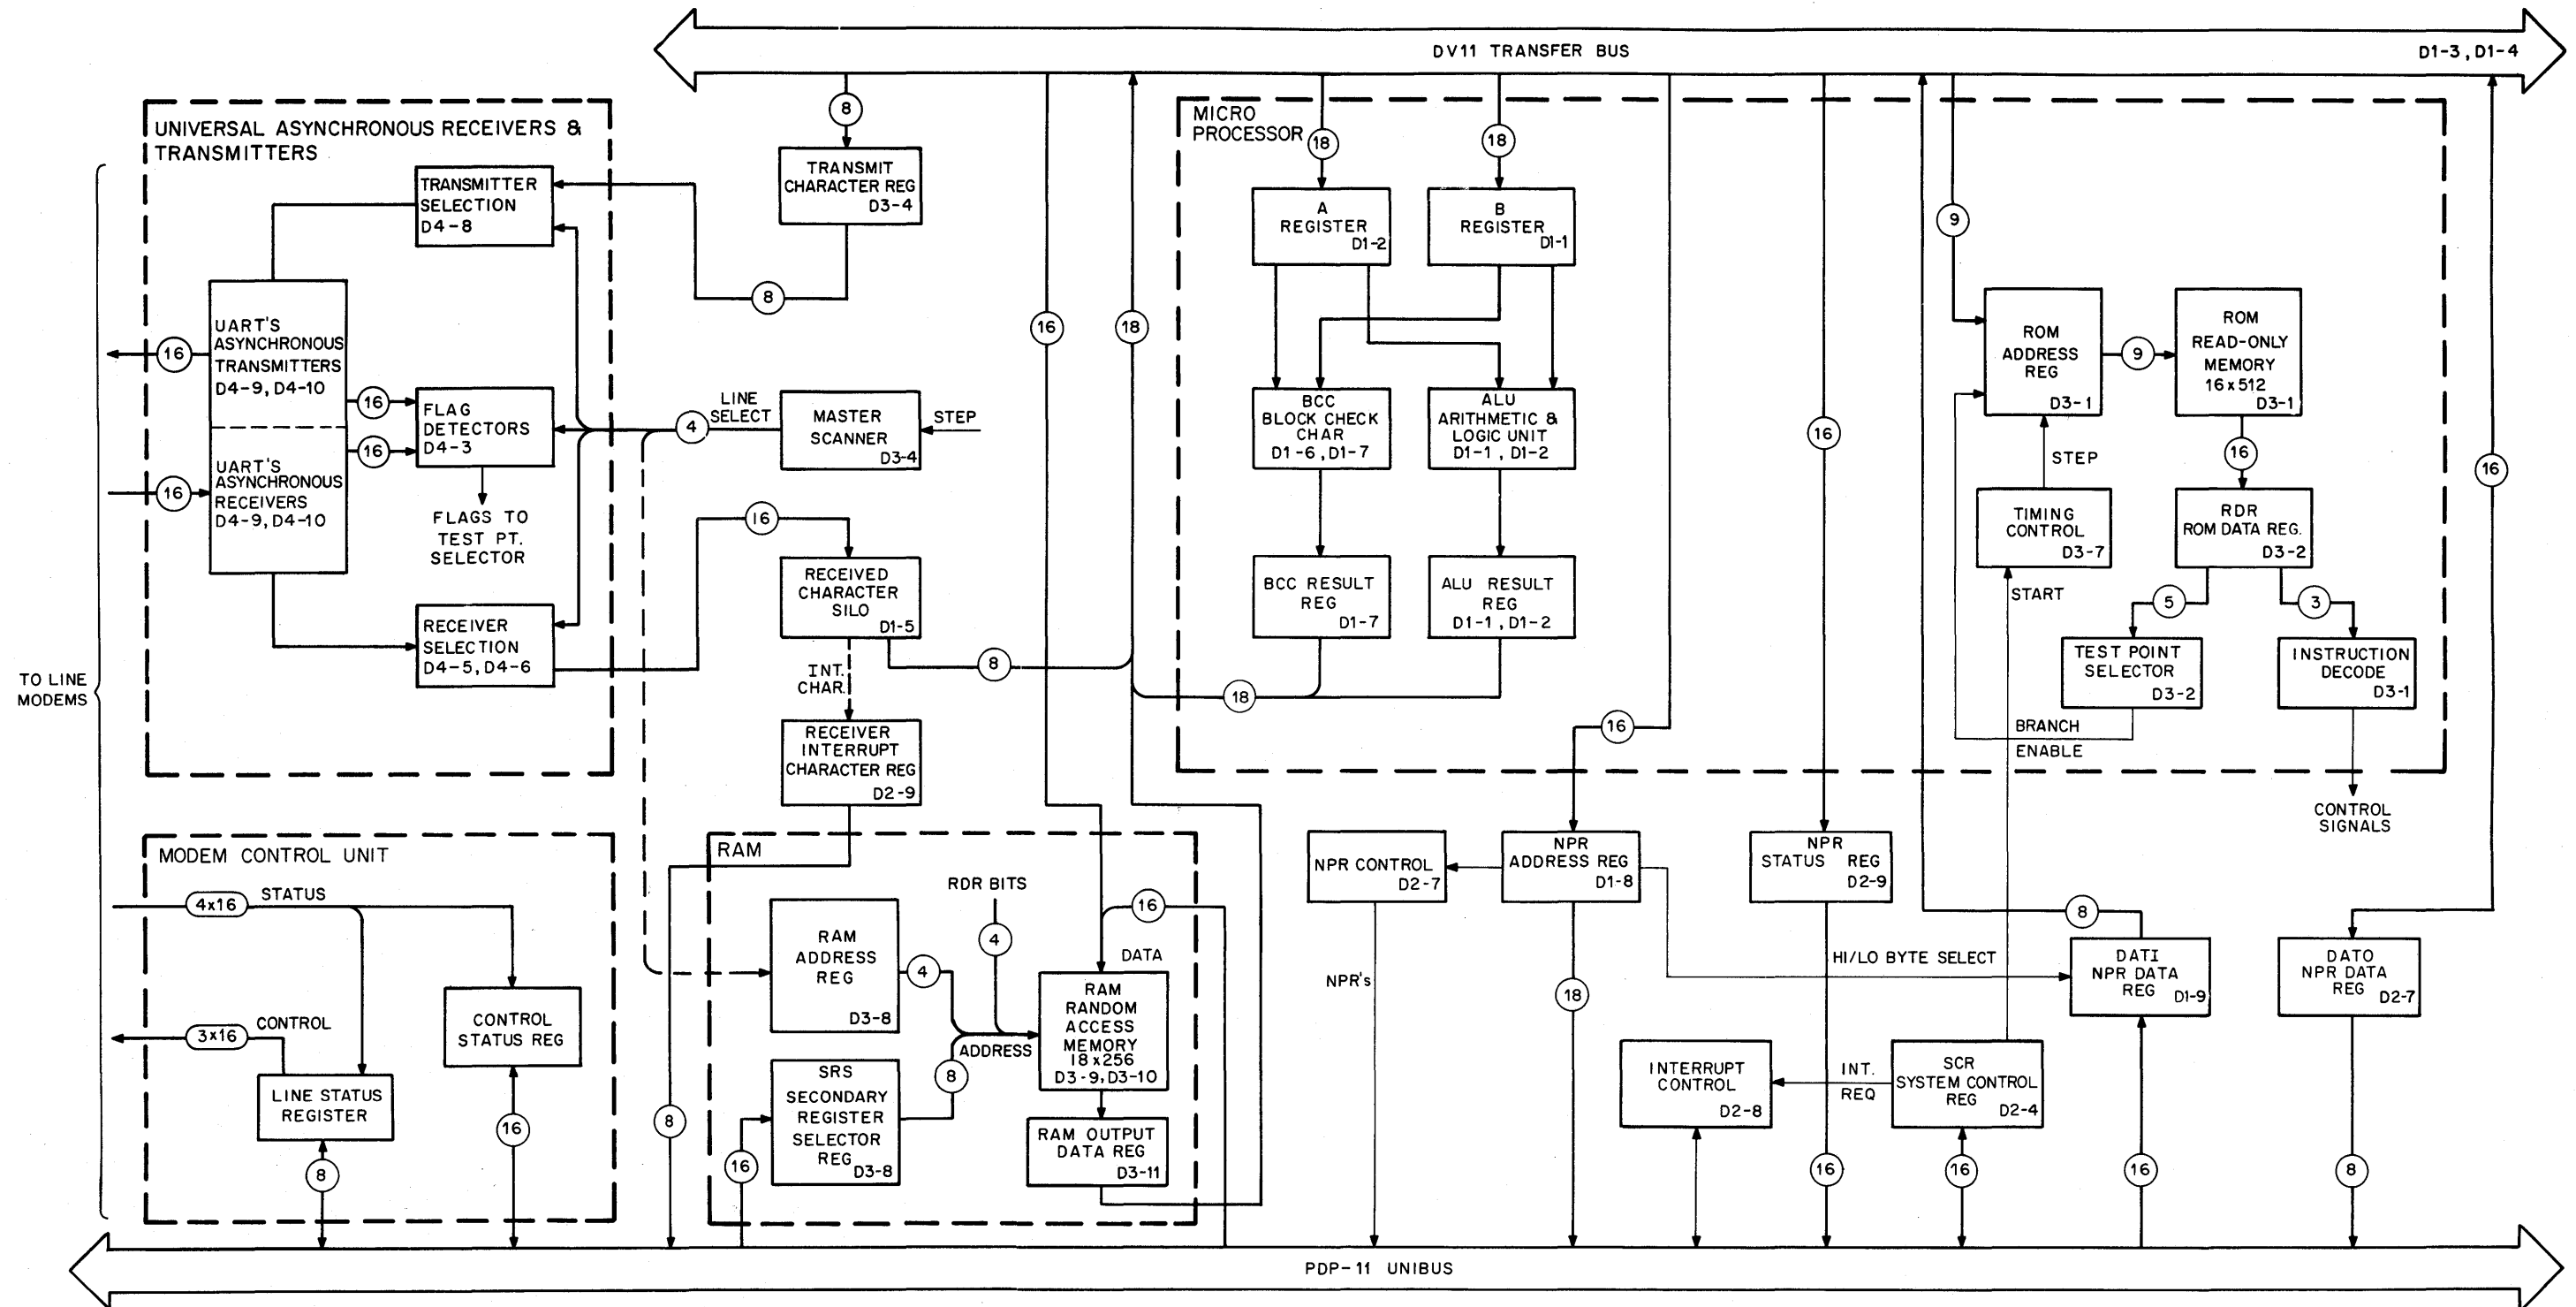 DV11 TRANSFER BUS
D1-3, D1-4
UNIVERSAL ASYNCHRONOUS RECEIVERS &
TRANSMITTERS
TRANSMITTER
SELECTION
D4-8
UART'S
ASYNCHRONOUS
TRANSMITTERS
D4-9, D4-10
UART'S
ASYNCHRONOUS
RECEIVERS
D4-9, D4-10
16
16
16
16
FLAG
DETECTORS
D4-3
FLAGS TO
TEST PT.
SELECTOR
RECEIVER
SELECTION
D4-5, D4-6
TO LINE
MODEMS
8
TRANSMIT
CHARACTER REG
D3-4
8
LINE
SELECT
4
MASTER
SCANNER
D3-4
STEP
16
RECEIVED
CHARACTER
SILO
D1-5
8
INT.
CHAR.
RECEIVER
INTERRUPT
CHARACTER REG
D2-9
16
18
18
MICRO
PROCESSOR
18
18
A
REGISTER
D1-2
B
REGISTER
D1-1
BCC
BLOCK CHECK
CHAR
D1-6, D1-7
ALU
ARITHMETIC &
LOGIC UNIT
D1-1, D1-2
BCC RESULT
REG
D1-7
ALU RESULT
REG
D1-1, D1-2
16
16
9
ROM
ADDRESS
REG
D3-1
9
ROM
READ-ONLY
MEMORY
16x512
D3-1
STEP
16
TIMING
CONTROL
D3-7
RDR
ROM DATA REG.
D3-2
START
5
3
TEST POINT
SELECTOR
D3-2
INSTRUCTION
DECODE
D3-1
BRANCH
ENABLE
CONTROL
SIGNALS
16
MODEM CONTROL UNIT
4x16
STATUS
3x16
CONTROL
CONTROL
STATUS REG
LINE STATUS
REGISTER
8
16
RAM
RDR BITS
4
16
DATA
RAM
ADDRESS
REG
D3-8
4
ADDRESS
8
RAM
RANDOM
ACCESS
MEMORY
18x256
D3-9, D3-10
SRS
SECONDARY
REGISTER
SELECTOR
REG
D3-8
RAM OUTPUT
DATA REG
D3-11
8
16
NPR CONTROL
D2-7
NPR
ADDRESS REG
D1-8
NPR
STATUS REG
D2-9
NPR's
18
HI/LO BYTE SELECT
8
DATI
NPR DATA
REG
D1-9
DATO
NPR DATA
REG
D2-7
INTERRUPT
CONTROL
D2-8
INT.
REQ
SCR
SYSTEM CONTROL
REG
D2-4
16
16
16
8
PDP-11 UNIBUS